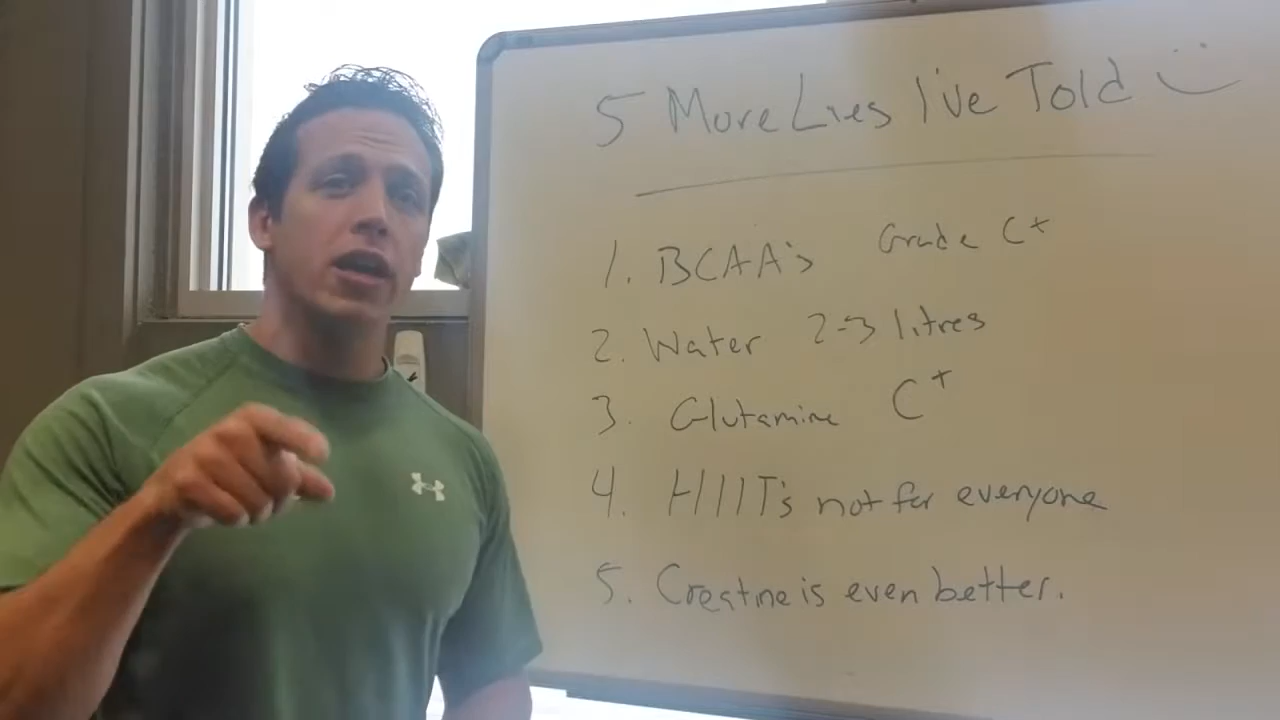 5 More Lies I've Told
1. BCAA's Grade C+
2. Water 2-3 litres
3. Glutamine C+
4. HIIT's not for everyone
5. Creatine is even better.